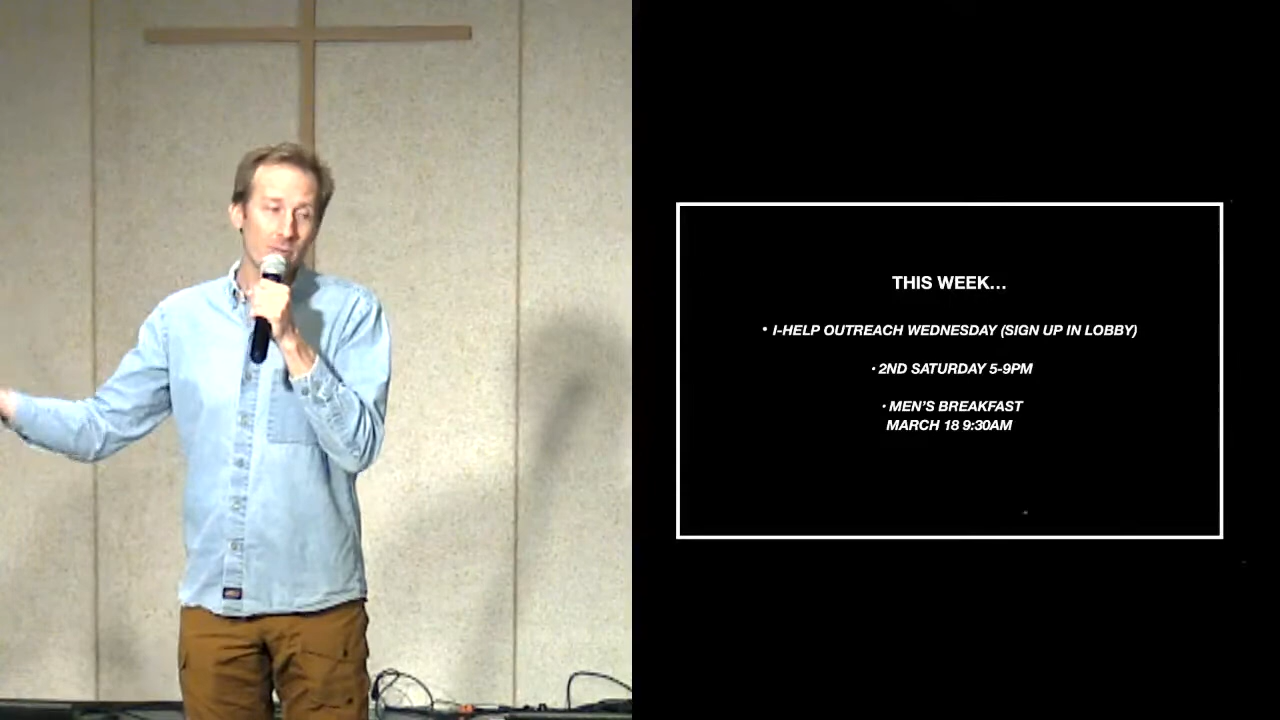 THIS WEEK…
• I-HELP OUTREACH WEDNESDAY (SIGN UP IN LOBBY)
• 2ND SATURDAY 5-9PM
• MEN'S BREAKFAST
MARCH 18 9:30AM